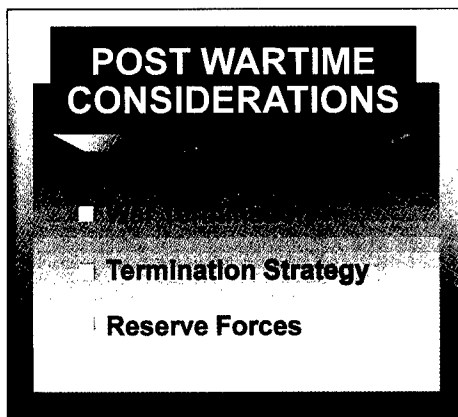 POST WARTIME
CONSIDERATIONS
Termination Strategy
Reserve Forces